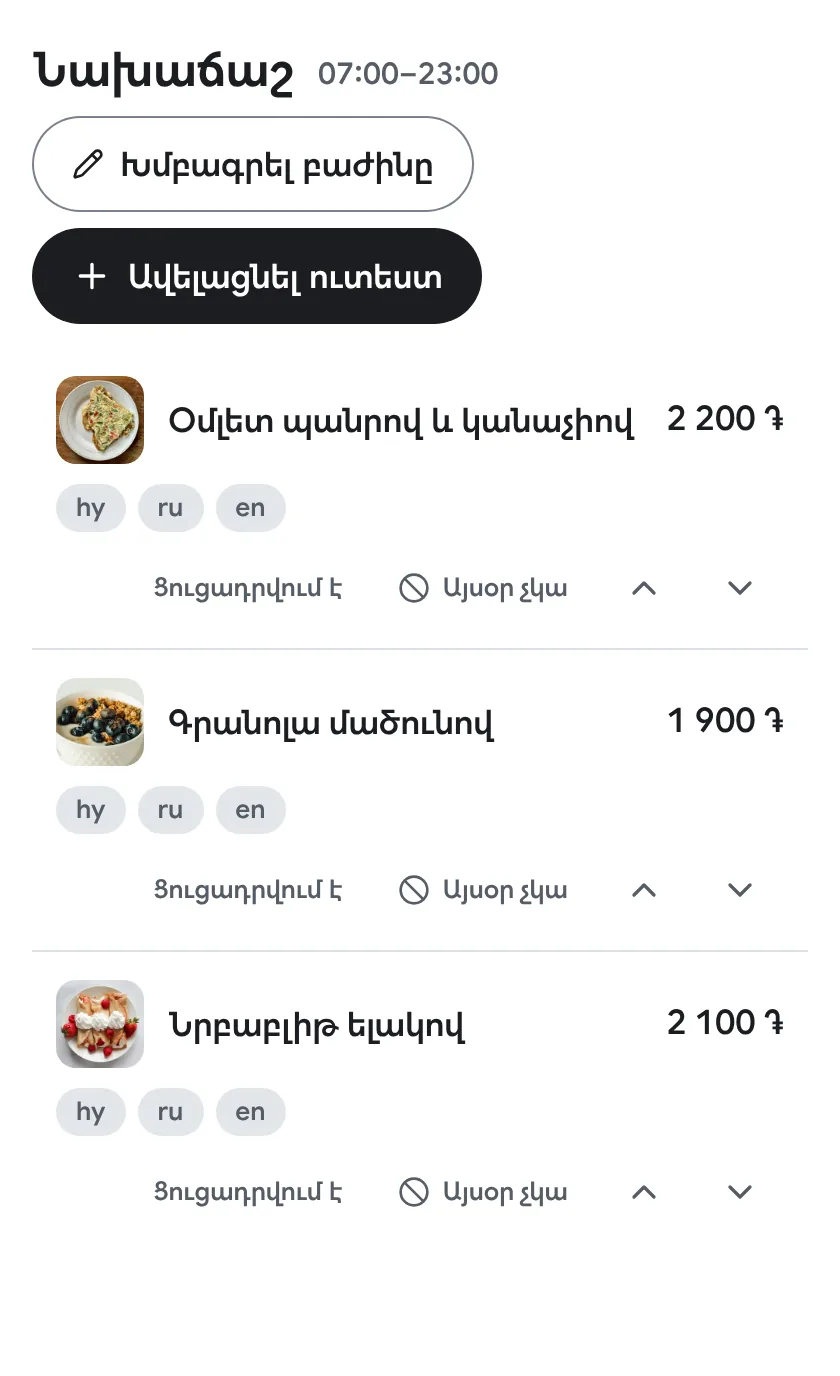 Նախաճաշ 07:00–23:00
Խմբագրել բաժինը
Ավելացնել ուտեստ
Օմլետ պանրով և կանաչիով 2 200 ֏
hy ru en
Ցուցադրվում է Այսօր չկա
Գրանոլա մածունով 1 900 ֏
hy ru en
Ցուցադրվում է Այսօր չկա
Նրբաբլիթ ելակով 2 100 ֏
hy ru en
Ցուցադրվում է Այսօր չկա